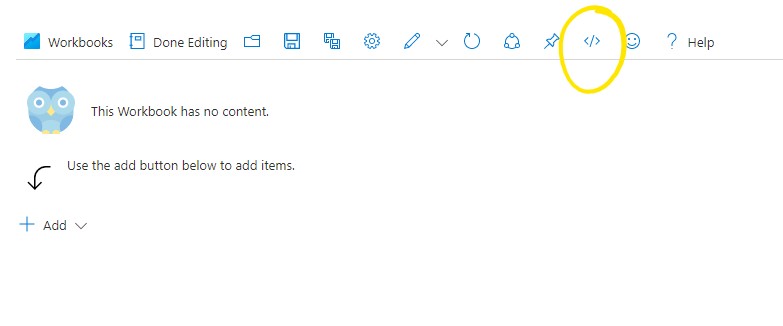 Workbooks Done Editing </> Help
This Workbook has no content.
Use the add button below to add items.
Add